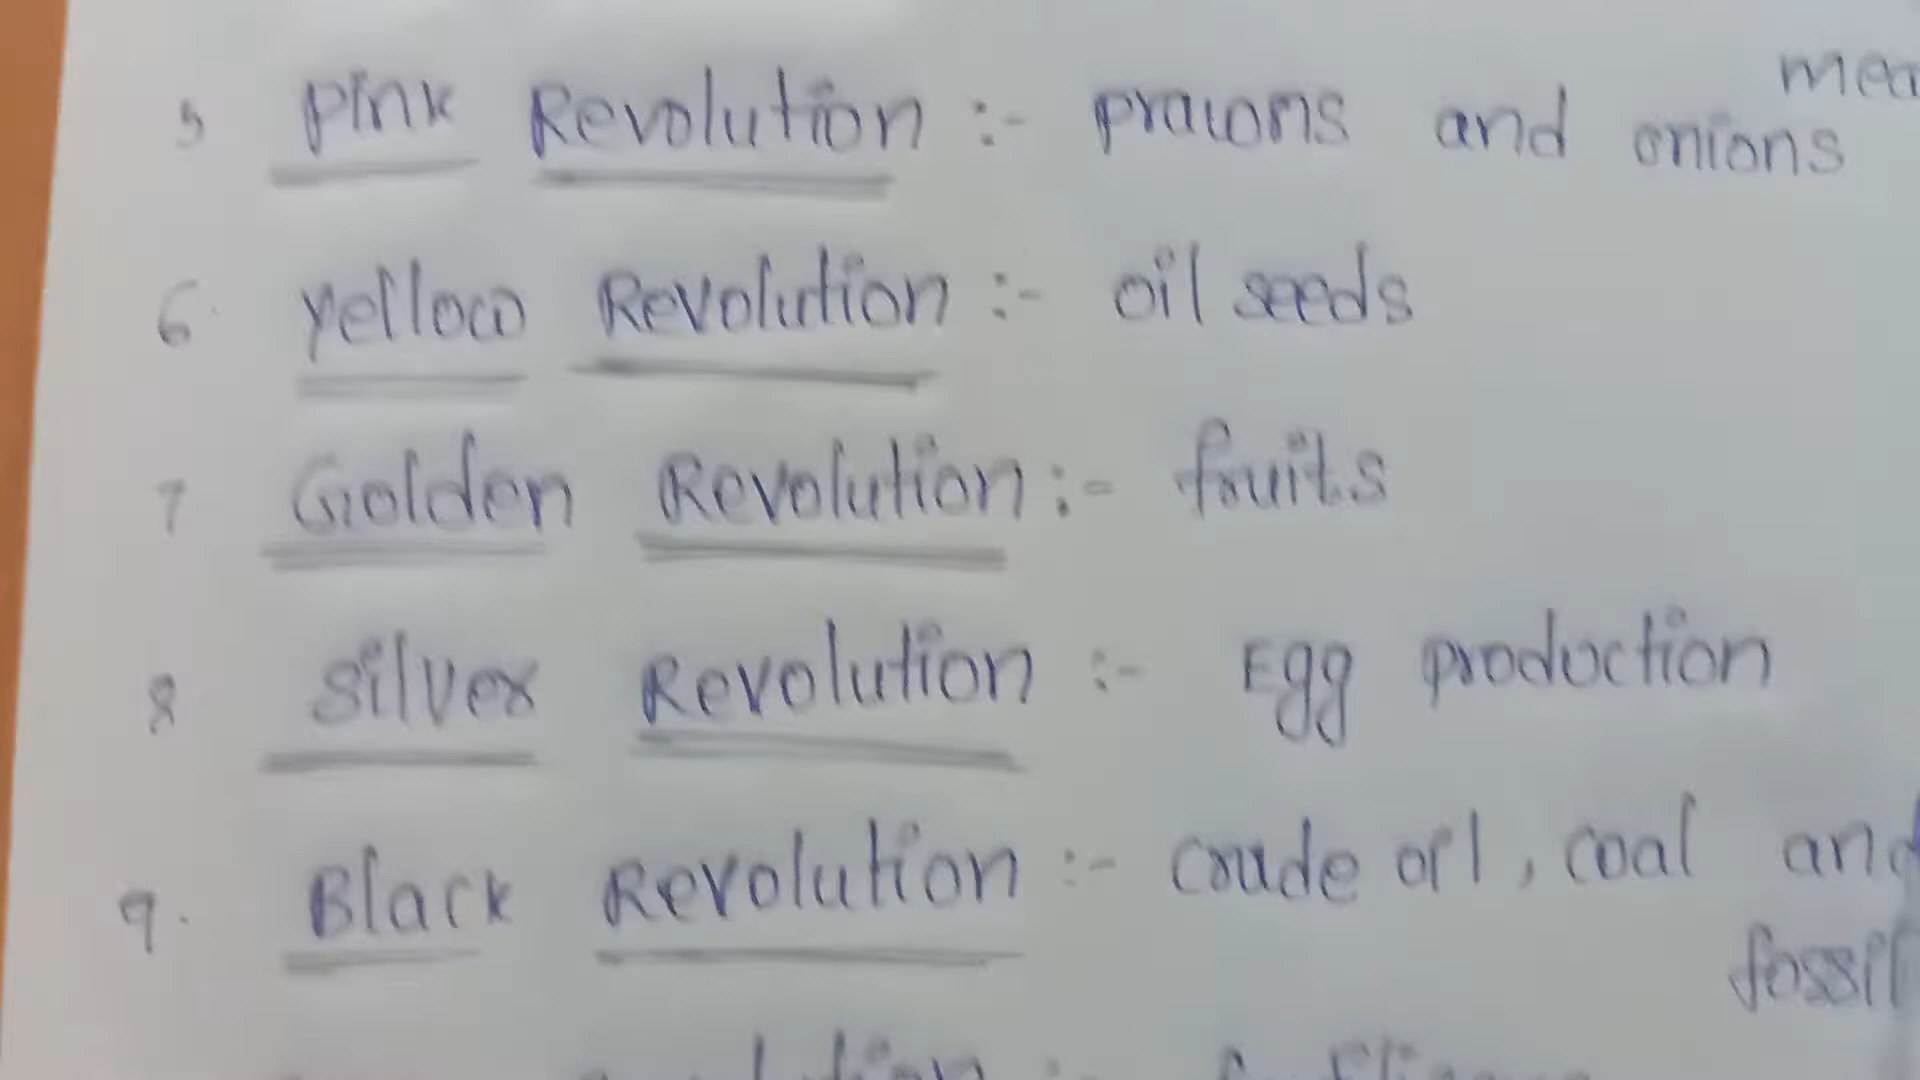 mea
5 Pink Revolution :- prawns and onions
6. Yellow Revolution :- oil seeds
7 Golden Revolution :- fruits
8 Silver Revolution :- Egg production
9. Black Revolution :- crude oil, coal and
fossil